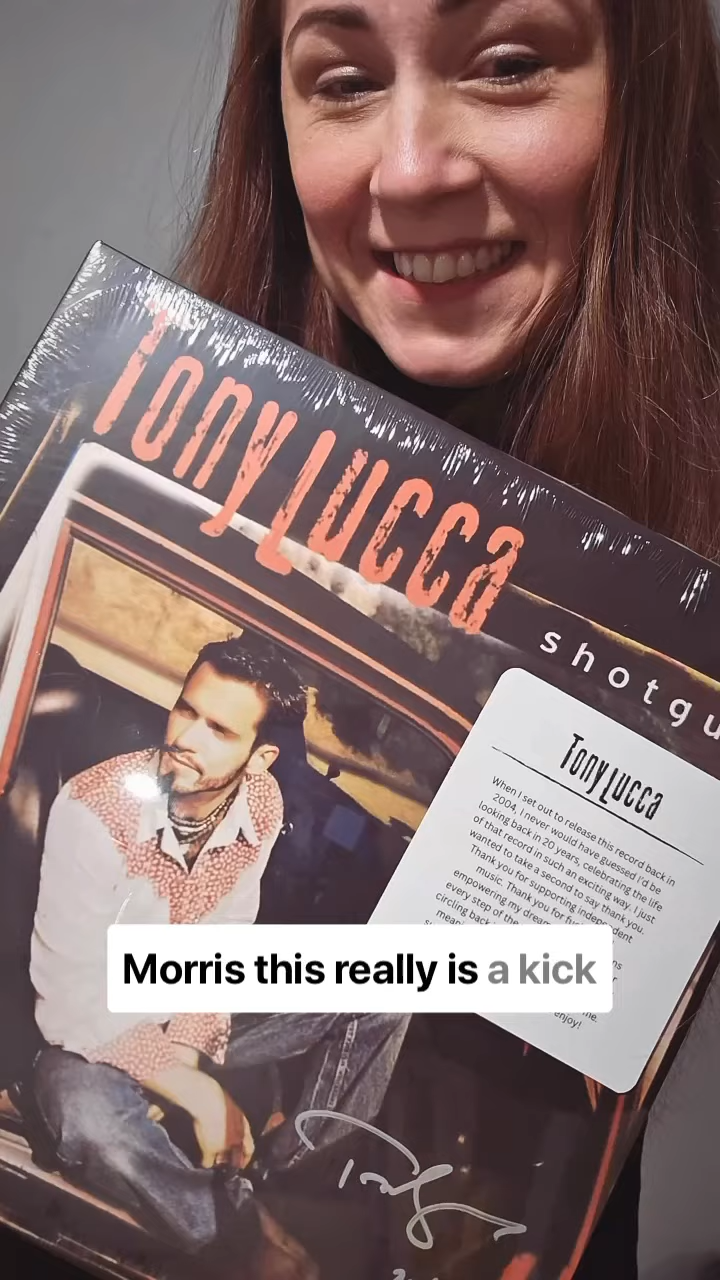 Tony Lucca
shotgu
Tony Lucca
When I set out to release this record back in
2004, I never would have guessed I'd be
looking back in 20 years, celebrating the life
of that record in such an exciting way. I just
wanted to take a second to say thank you.
Thank you for supporting independent
music. Thank you for
empowering my
every step of the
circling back
enjoy!
Morris this really is a kick